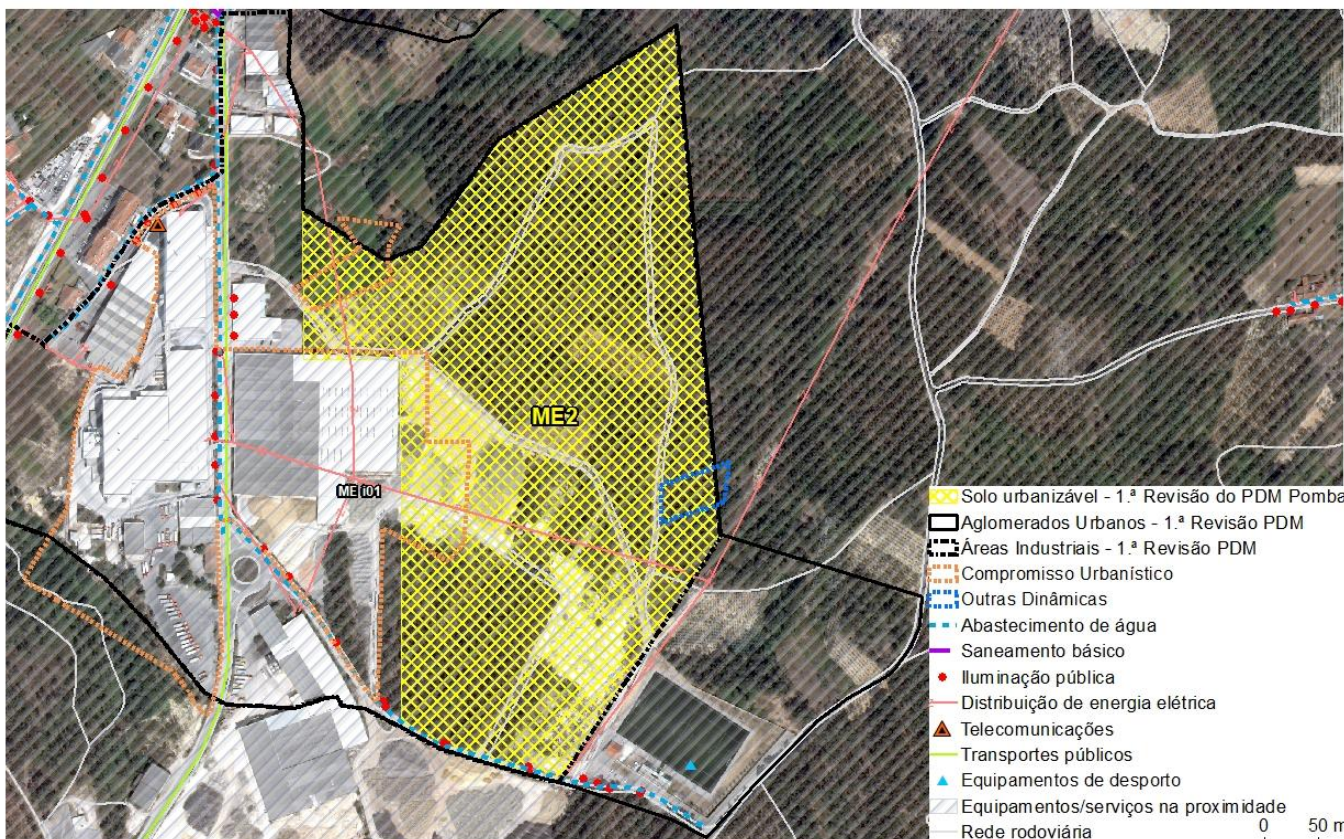 ME2
ME i01
Solo urbanizável - 1.ª Revisão do PDM Pomba
Aglomerados Urbanos - 1.ª Revisão PDM
Áreas Industriais - 1.ª Revisão PDM
Compromisso Urbanístico
Outras Dinâmicas
Abastecimento de água
Saneamento básico
Iluminação pública
Distribuição de energia elétrica
Telecomunicações
Transportes públicos
Equipamentos de desporto
Equipamentos/serviços na proximidade
Rede rodoviária
0 50 m